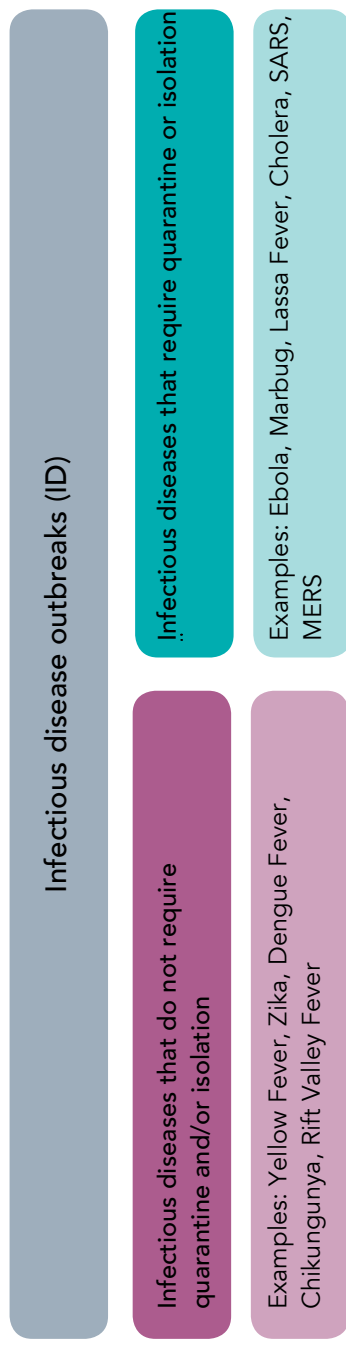 Infectious disease outbreaks (ID)
Infectious diseases that do not require
quarantine and/or isolation
Infectious diseases that require quarantine or isolation
..
Examples: Yellow Fever, Zika, Dengue Fever,
Chikungunya, Rift Valley Fever
Examples: Ebola, Marbug, Lassa Fever, Cholera, SARS,
MERS